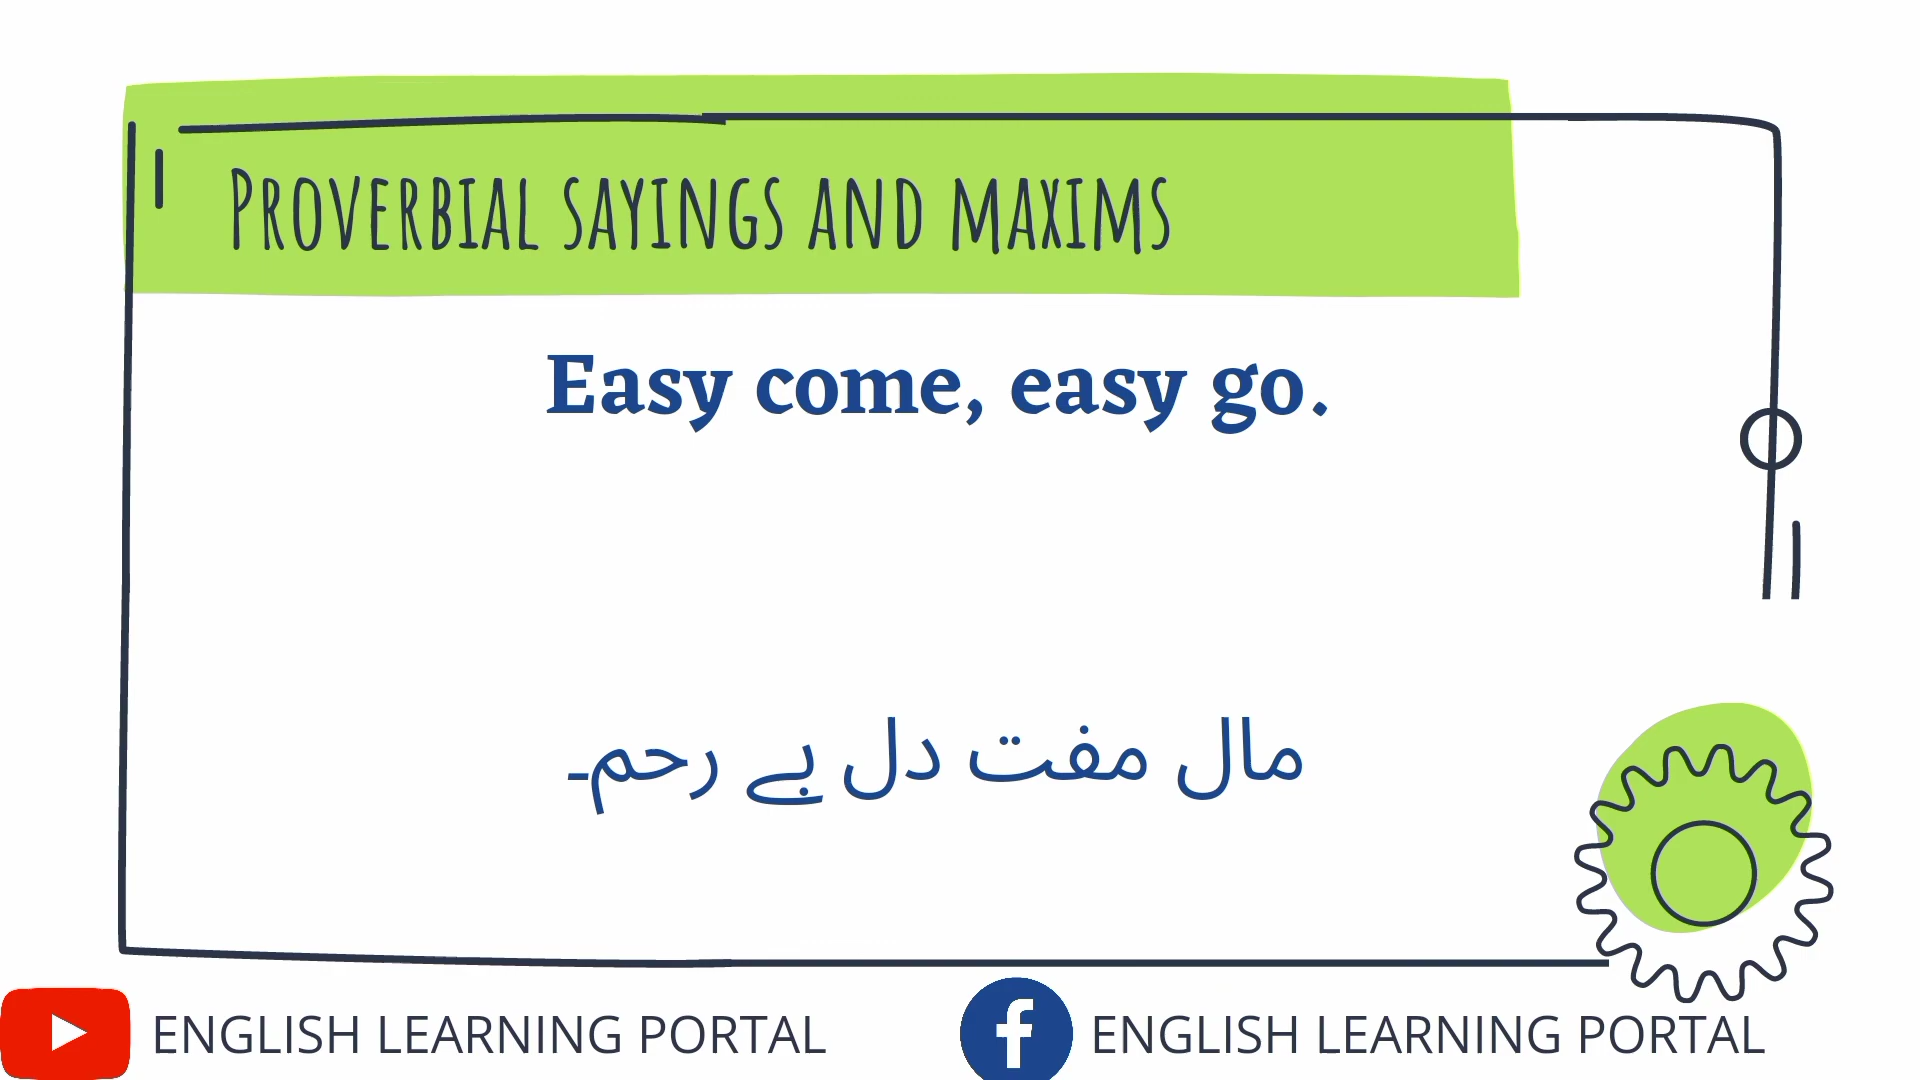 Proverbial sayings and maxims
Easy come, easy go.
مال مفت دل بے رحم۔
ENGLISH LEARNING PORTAL
ENGLISH LEARNING PORTAL